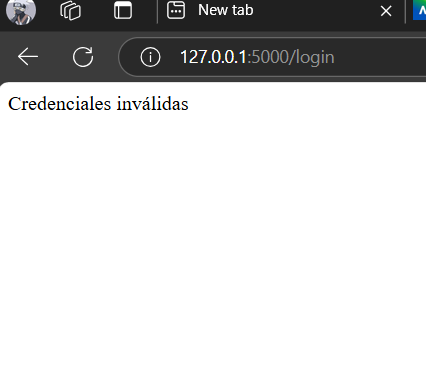 New tab
127.0.0.1:5000/login
Credenciales inválidas